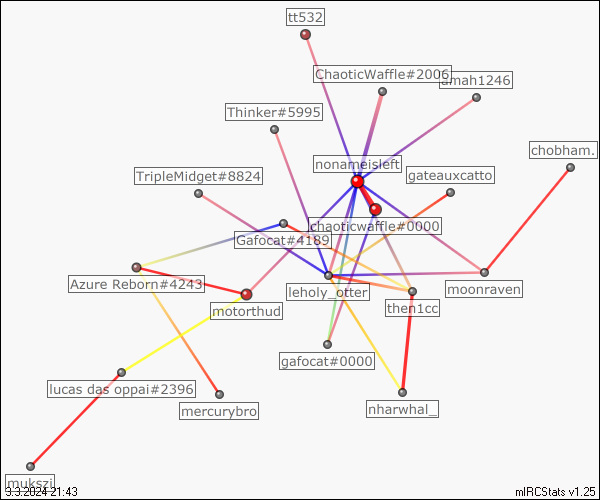 tt532
ChaoticWaffle#2006
amah1246
Thinker#5995
chobham.
nonameisleft
TripleMidget#8824
gateauxcatto
chaoticwaffle#0000
Gafocat#4189
Azure Reborn#4243
leholy_otter
moonraven
motorthud
then1cc
gafocat#0000
lucas das oppai#2396
mercurybro
nharwhal_
mukszi
3.3.2024 21:43
mIRCStats v1.25